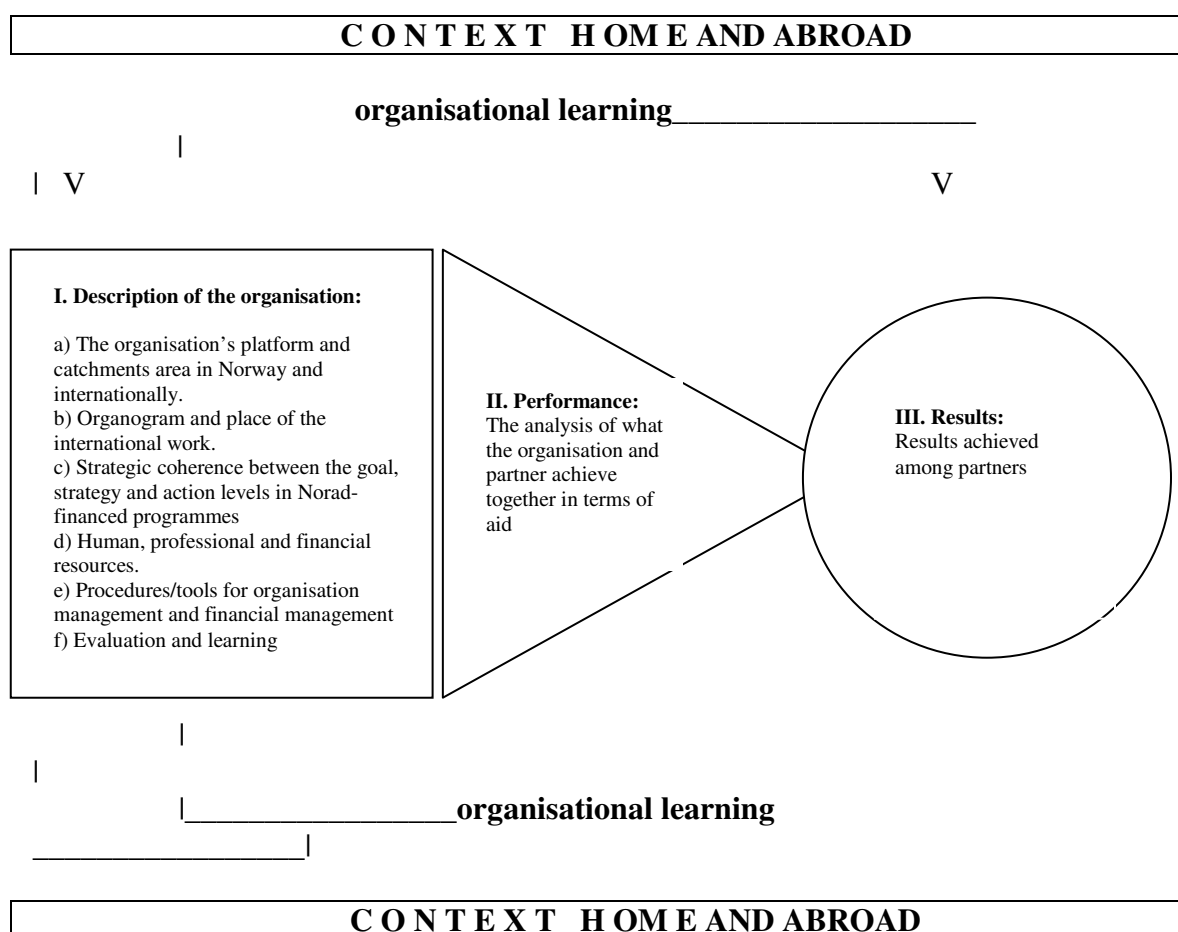 C O N T E X T H OM E AND ABROAD
organisational learning___________________
|
| V V
I. Description of the organisation:
a) The organisation's platform and
catchments area in Norway and
internationally.
b) Organogram and place of the
international work.
c) Strategic coherence between the goal,
strategy and action levels in Norad-
financed programmes
d) Human, professional and financial
resources.
e) Procedures/tools for organisation
management and financial management
f) Evaluation and learning
II. Performance:
The analysis of what
the organisation and
partner achieve
together in terms of
aid
III. Results:
Results achieved
among partners
|
|
|_________________organisational learning
_________________|
C O N T E X T H OM E AND ABROAD